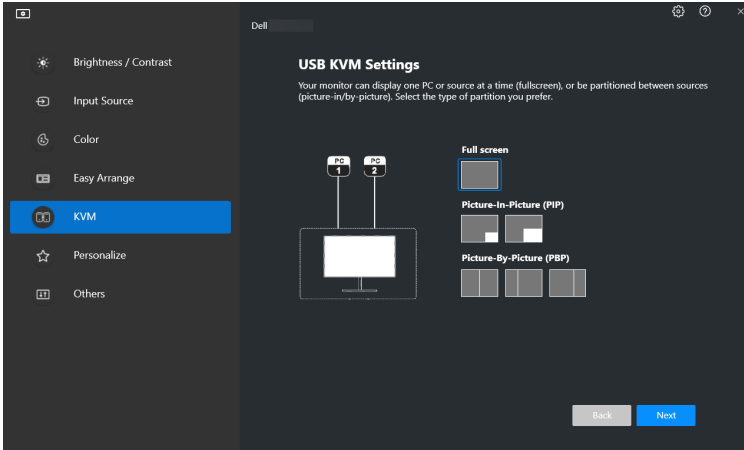 Dell
Brightness / Contrast
Input Source
Color
Easy Arrange
KVM
Personalize
Others
USB KVM Settings
Your monitor can display one PC or source at a time (fullscreen), or be partitioned between sources
(picture-in/by-picture). Select the type of partition you prefer.
PC
1
PC
2
Full screen
Picture-In-Picture (PIP)
Picture-By-Picture (PBP)
Back
Next